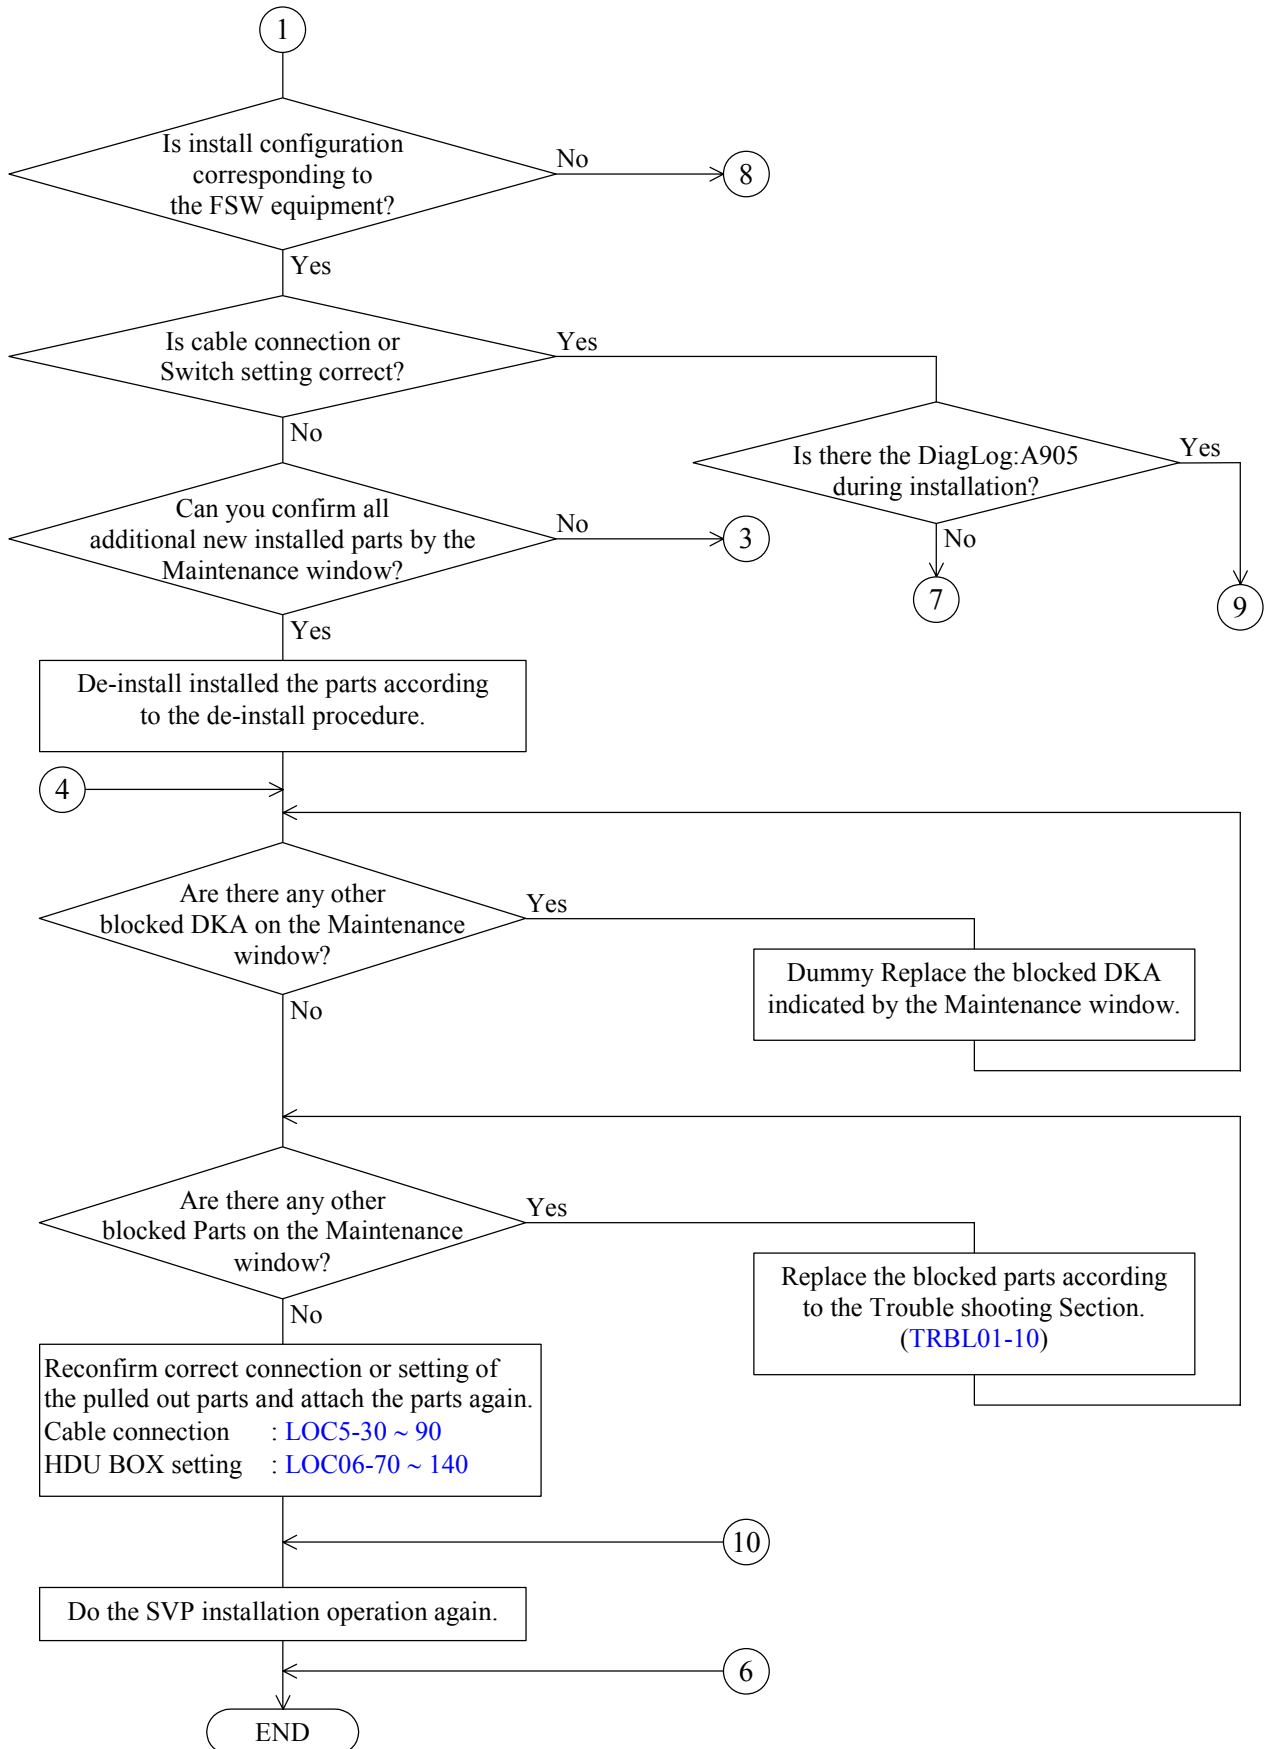 1
Is install configuration
corresponding to
the FSW equipment?
No
8
Yes
Is cable connection or
Switch setting correct?
Yes
No
Is there the DiagLog:A905
during installation?
Yes
No
7
9
Can you confirm all
additional new installed parts by the
Maintenance window?
No
3
Yes
De-install installed the parts according
to the de-install procedure.
4
Are there any other
blocked DKA on the Maintenance
window?
Yes
Dummy Replace the blocked DKA
indicated by the Maintenance window.
No
Are there any other
blocked Parts on the Maintenance
window?
Yes
Replace the blocked parts according
to the Trouble shooting Section.
(TRBL01-10)
No
Reconfirm correct connection or setting of
the pulled out parts and attach the parts again.
Cable connection : LOC5-30 ~ 90
HDU BOX setting : LOC06-70 ~ 140
10
Do the SVP installation operation again.
6
END